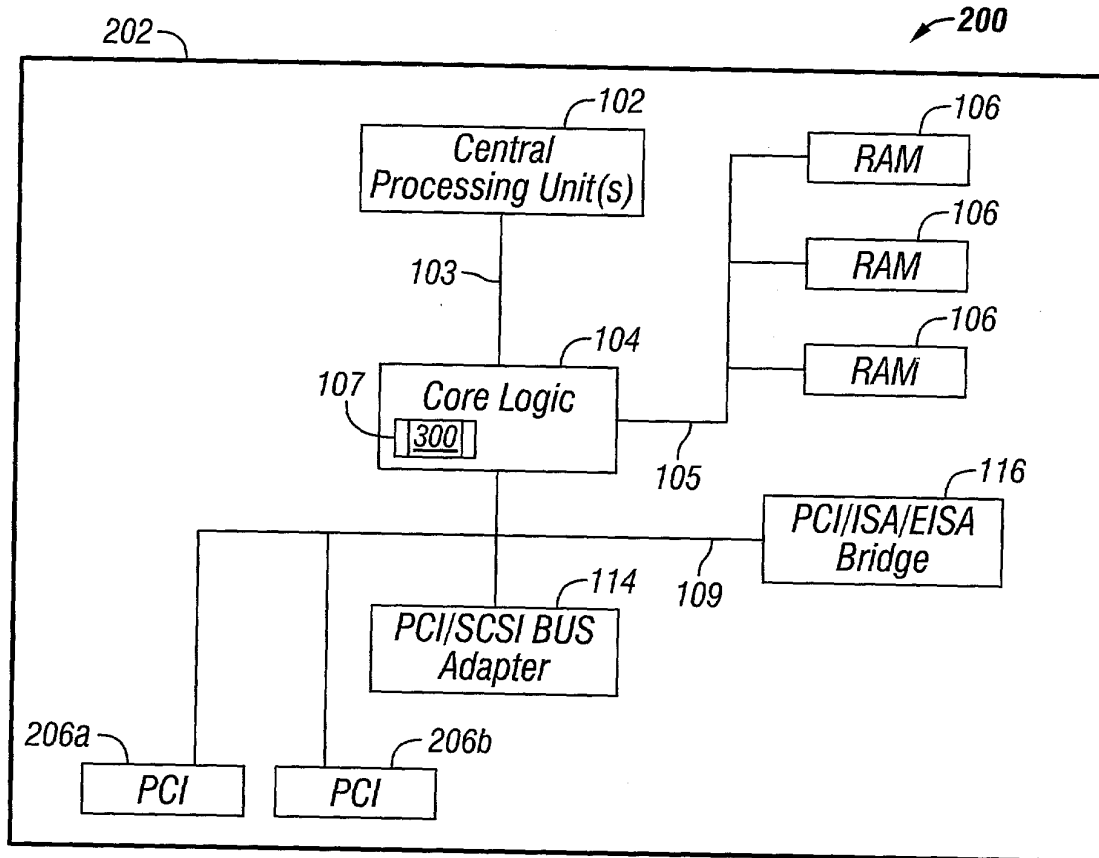 200
202
102
Central
Processing Unit(s)
106
RAM
106
RAM
106
RAM
103
104
Core Logic
107
300
105
116
PCI/ISA/EISA
Bridge
109
114
PCI/SCSI BUS
Adapter
206a
PCI
206b
PCI